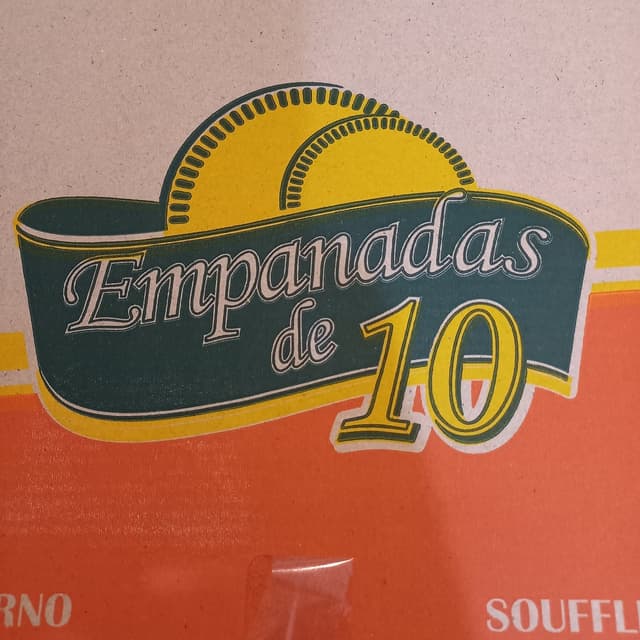 Empanadas
de 10
RNO
SOUFFL